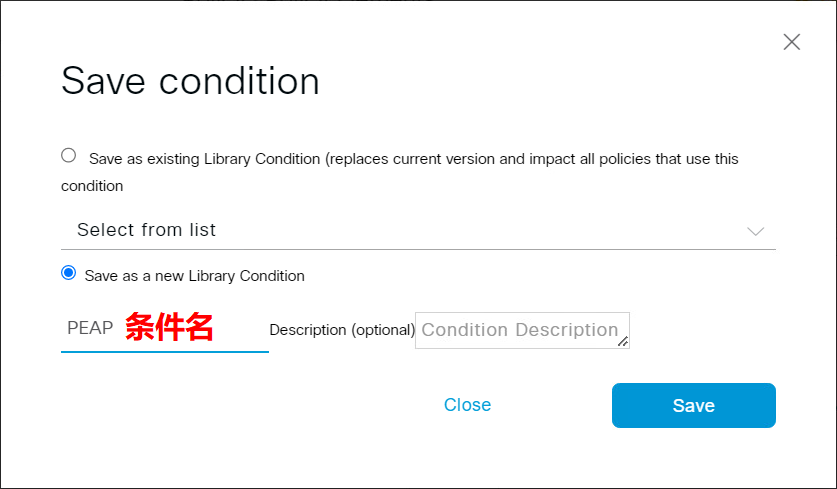 Save condition
Save as existing Library Condition (replaces current version and impact all policies that use this
condition
Select from list
Save as a new Library Condition
PEAP 条件名 Description (optional) Condition Description
Close Save